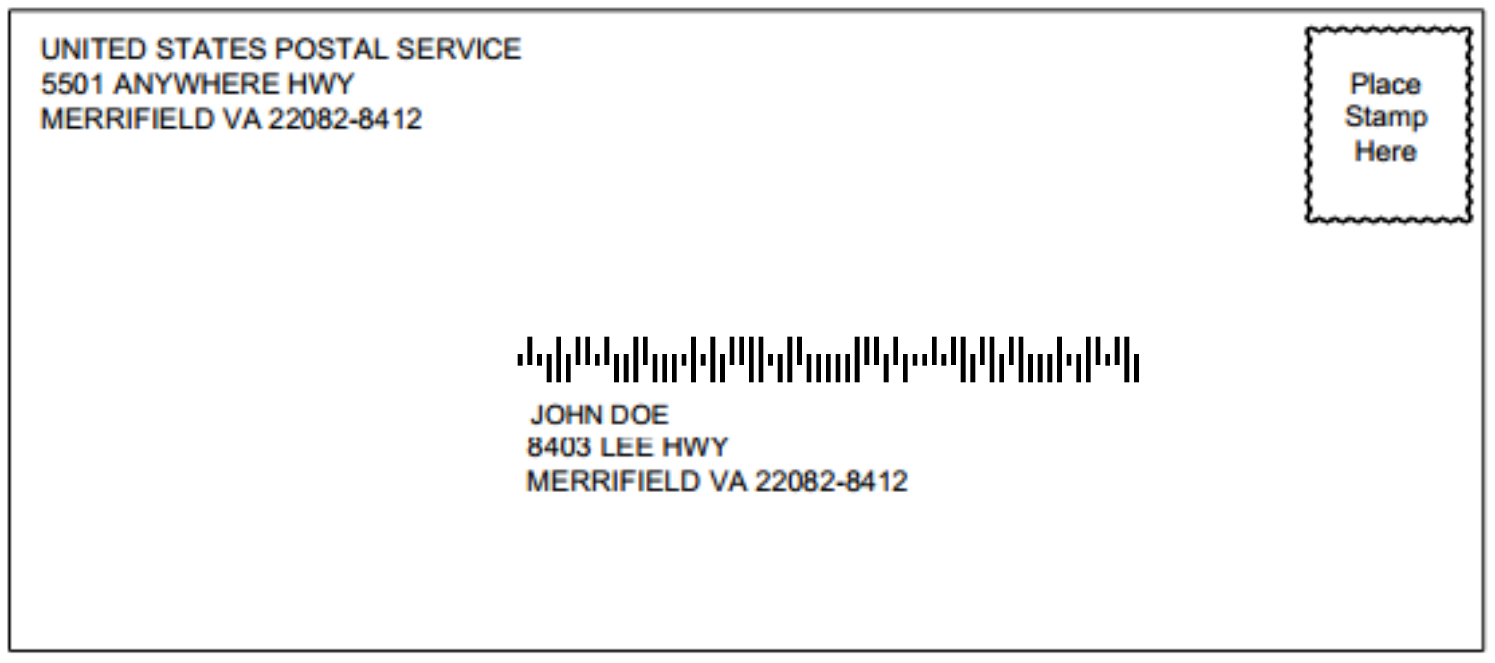 UNITED STATES POSTAL SERVICE
5501 ANYWHERE HWY
MERRIFIELD VA 22082-8412
Place
Stamp
Here
JOHN DOE
8403 LEE HWY
MERRIFIELD VA 22082-8412